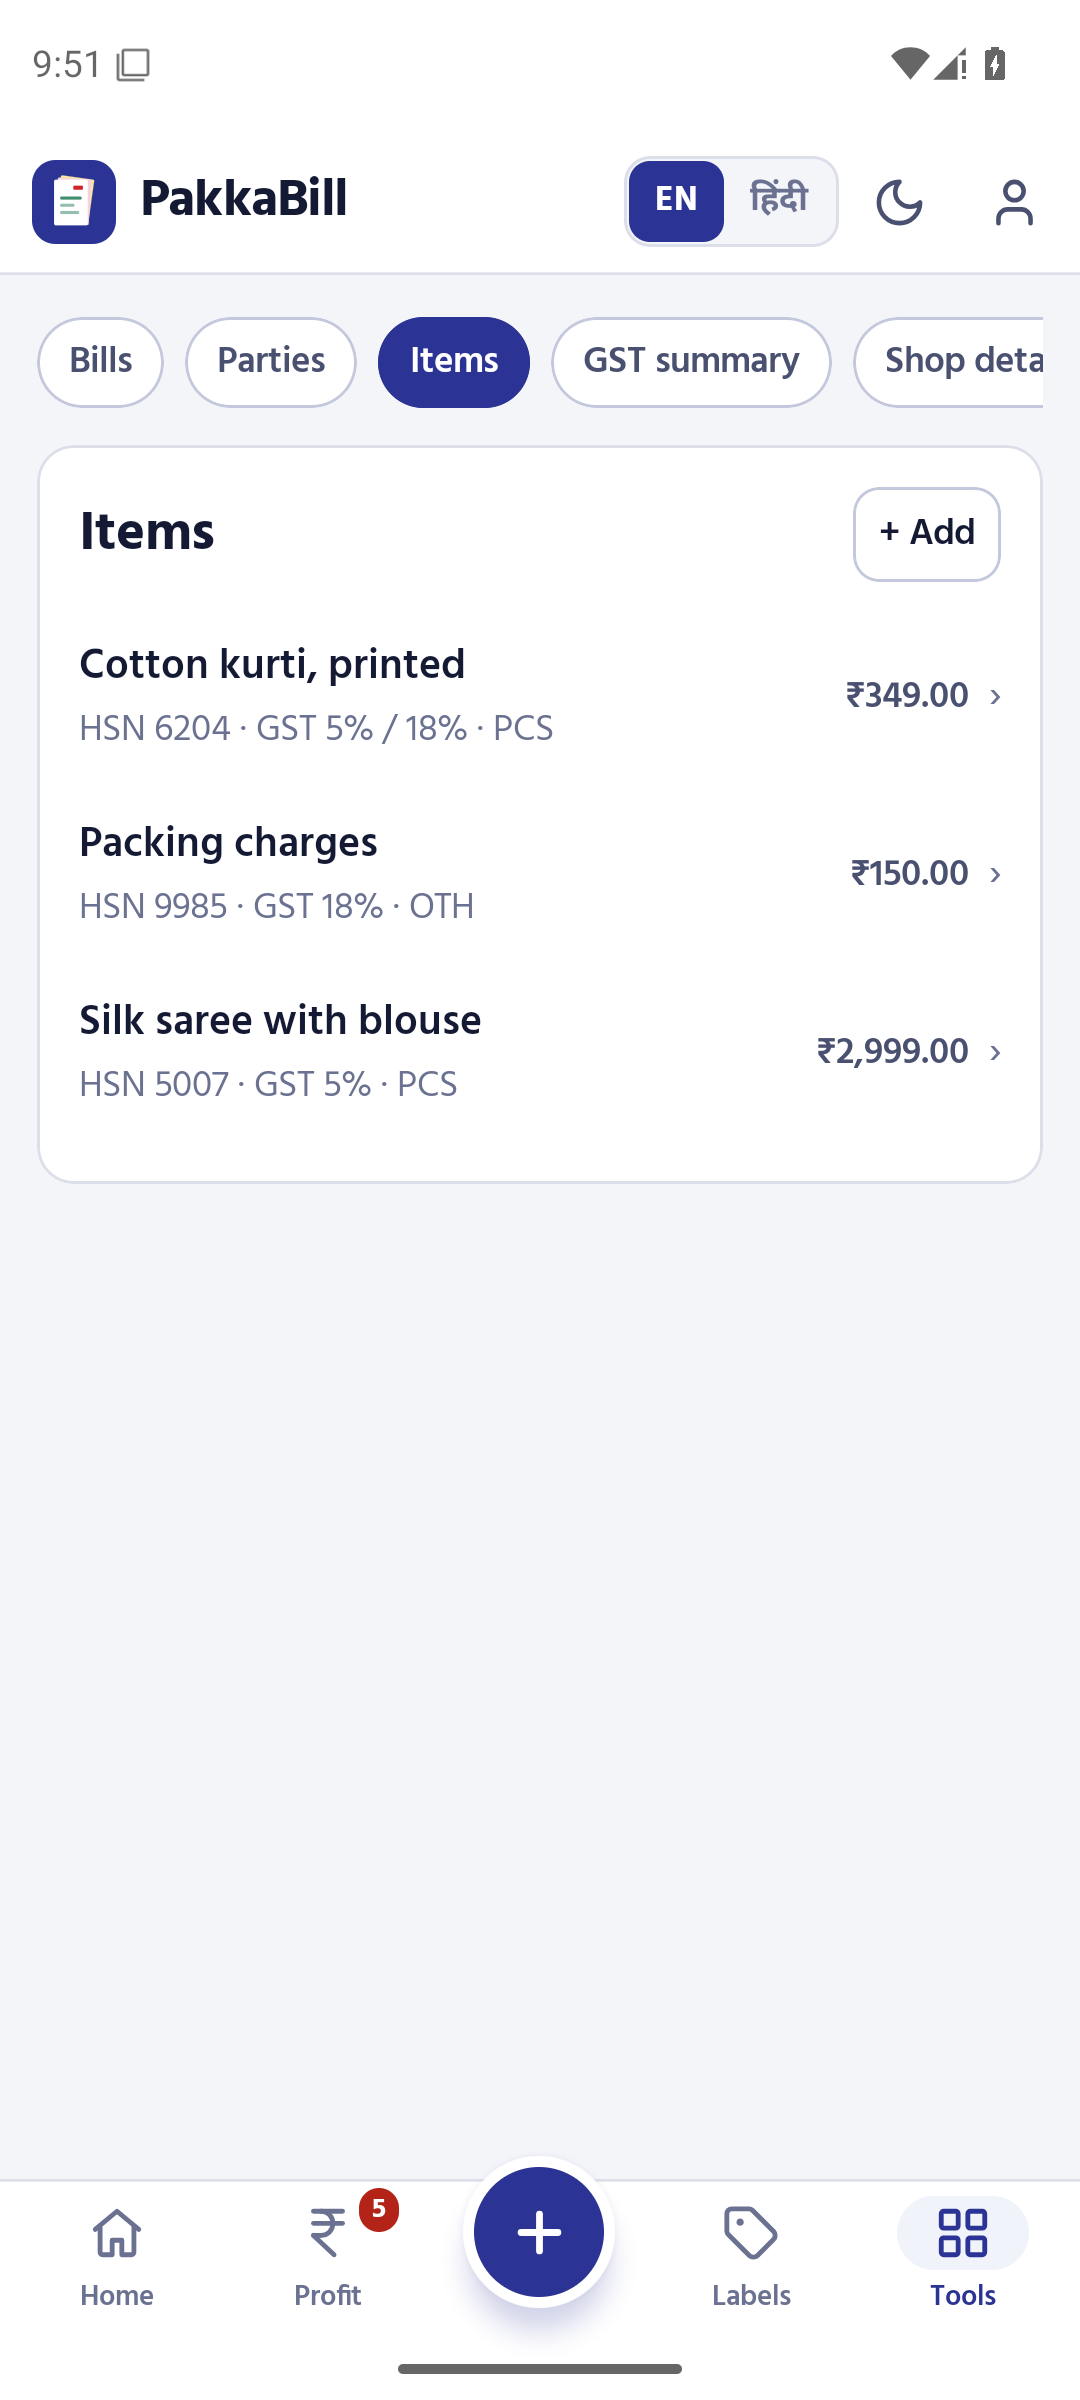 9:51
PakkaBill
EN हिंदी
Bills Parties Items GST summary Shop deta
Items
+ Add
Cotton kurti, printed
HSN 6204 · GST 5% / 18% · PCS
₹349.00 ›
Packing charges
HSN 9985 · GST 18% · OTH
₹150.00 ›
Silk saree with blouse
HSN 5007 · GST 5% · PCS
₹2,999.00 ›
5
Home Profit Labels Tools